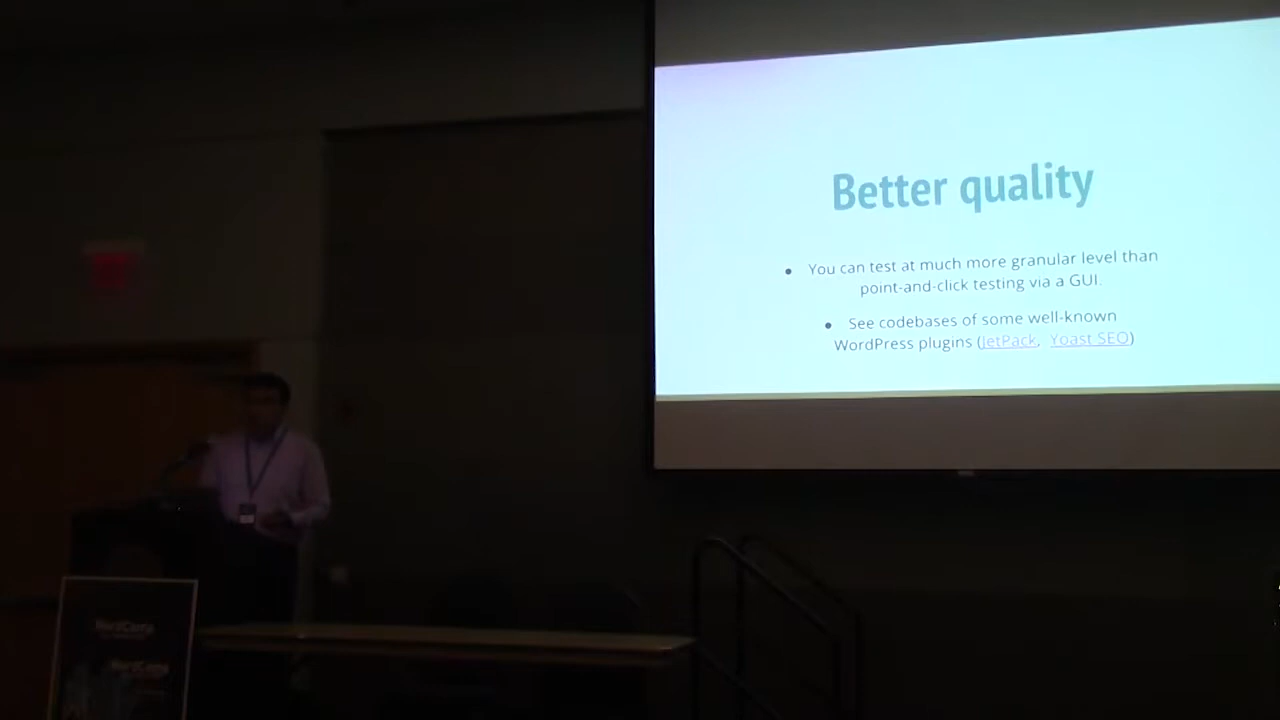 Better quality
● You can test at much more granular level than
point-and-click testing via a GUI.
● See codebases of some well-known
WordPress plugins (JetPack, Yoast SEO)
WordCamp